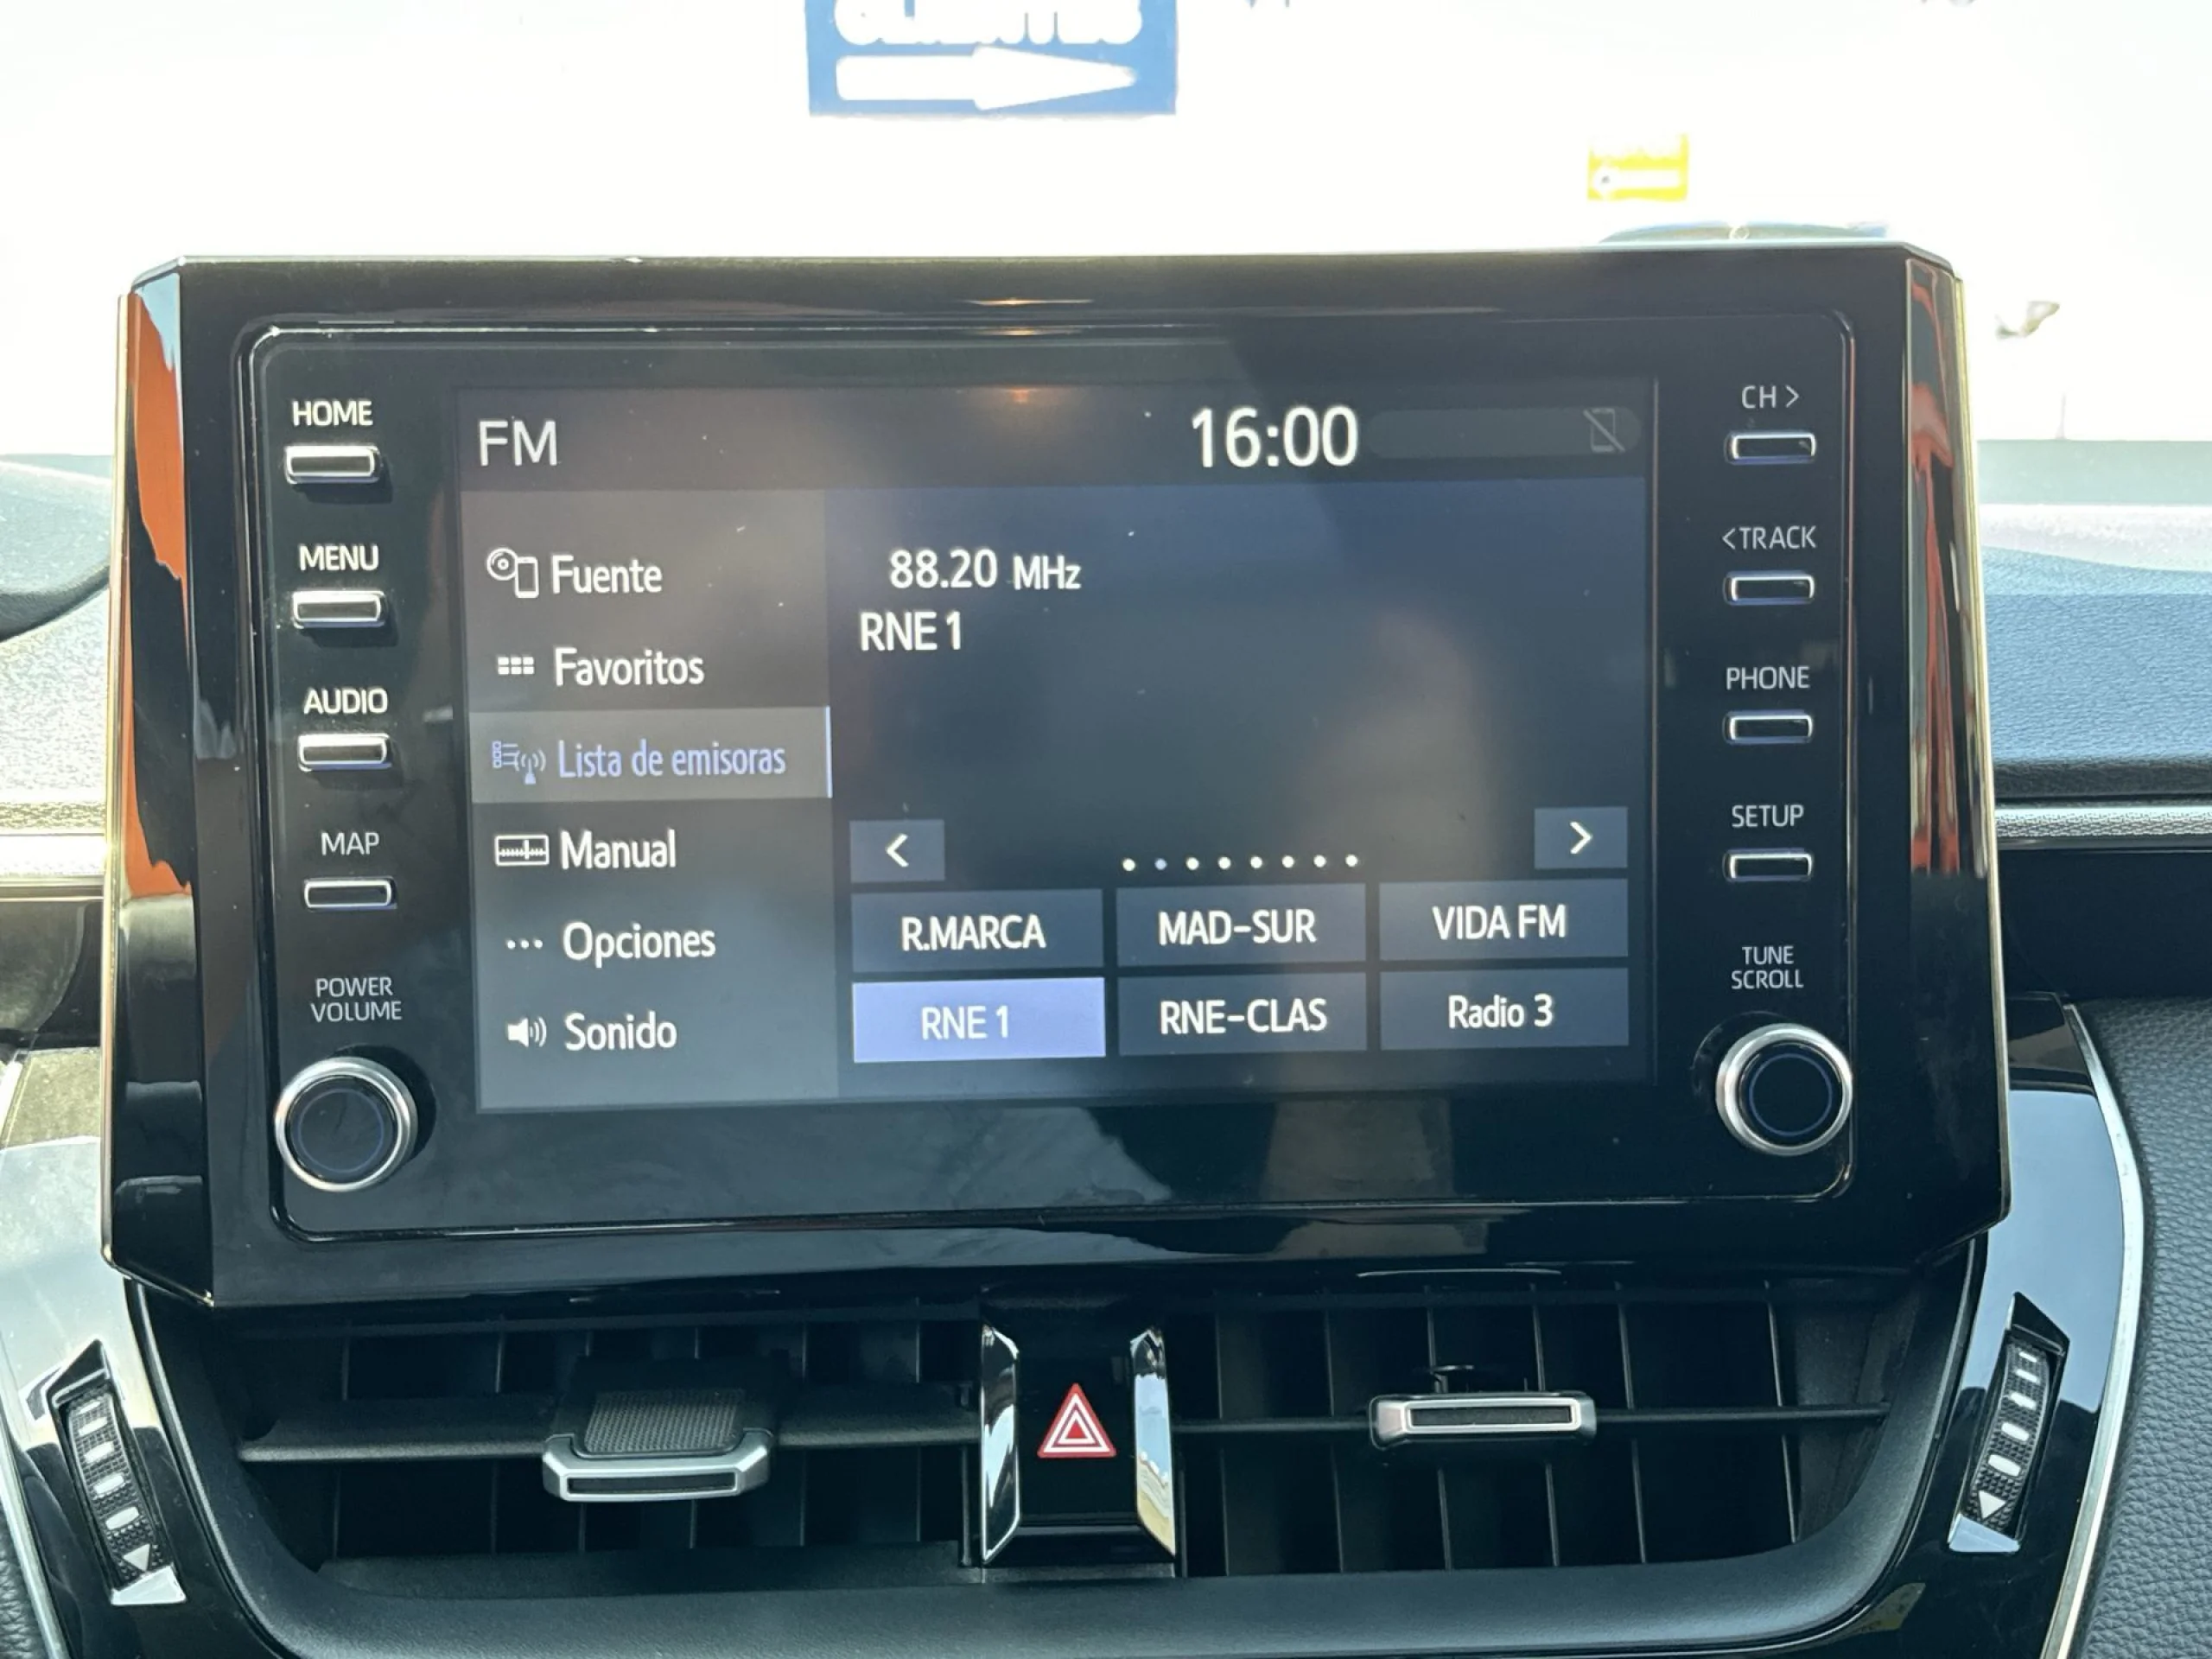 HOME
MENU
AUDIO
MAP
POWER
VOLUME
FM
16:00
Fuente
Favoritos
Lista de emisoras
Manual
Opciones
Sonido
88.20 MHz
RNE 1
< >
R.MARCA MAD-SUR VIDA FM
RNE 1 RNE-CLAS Radio 3
CH >
<TRACK
PHONE
SETUP
TUNE
SCROLL